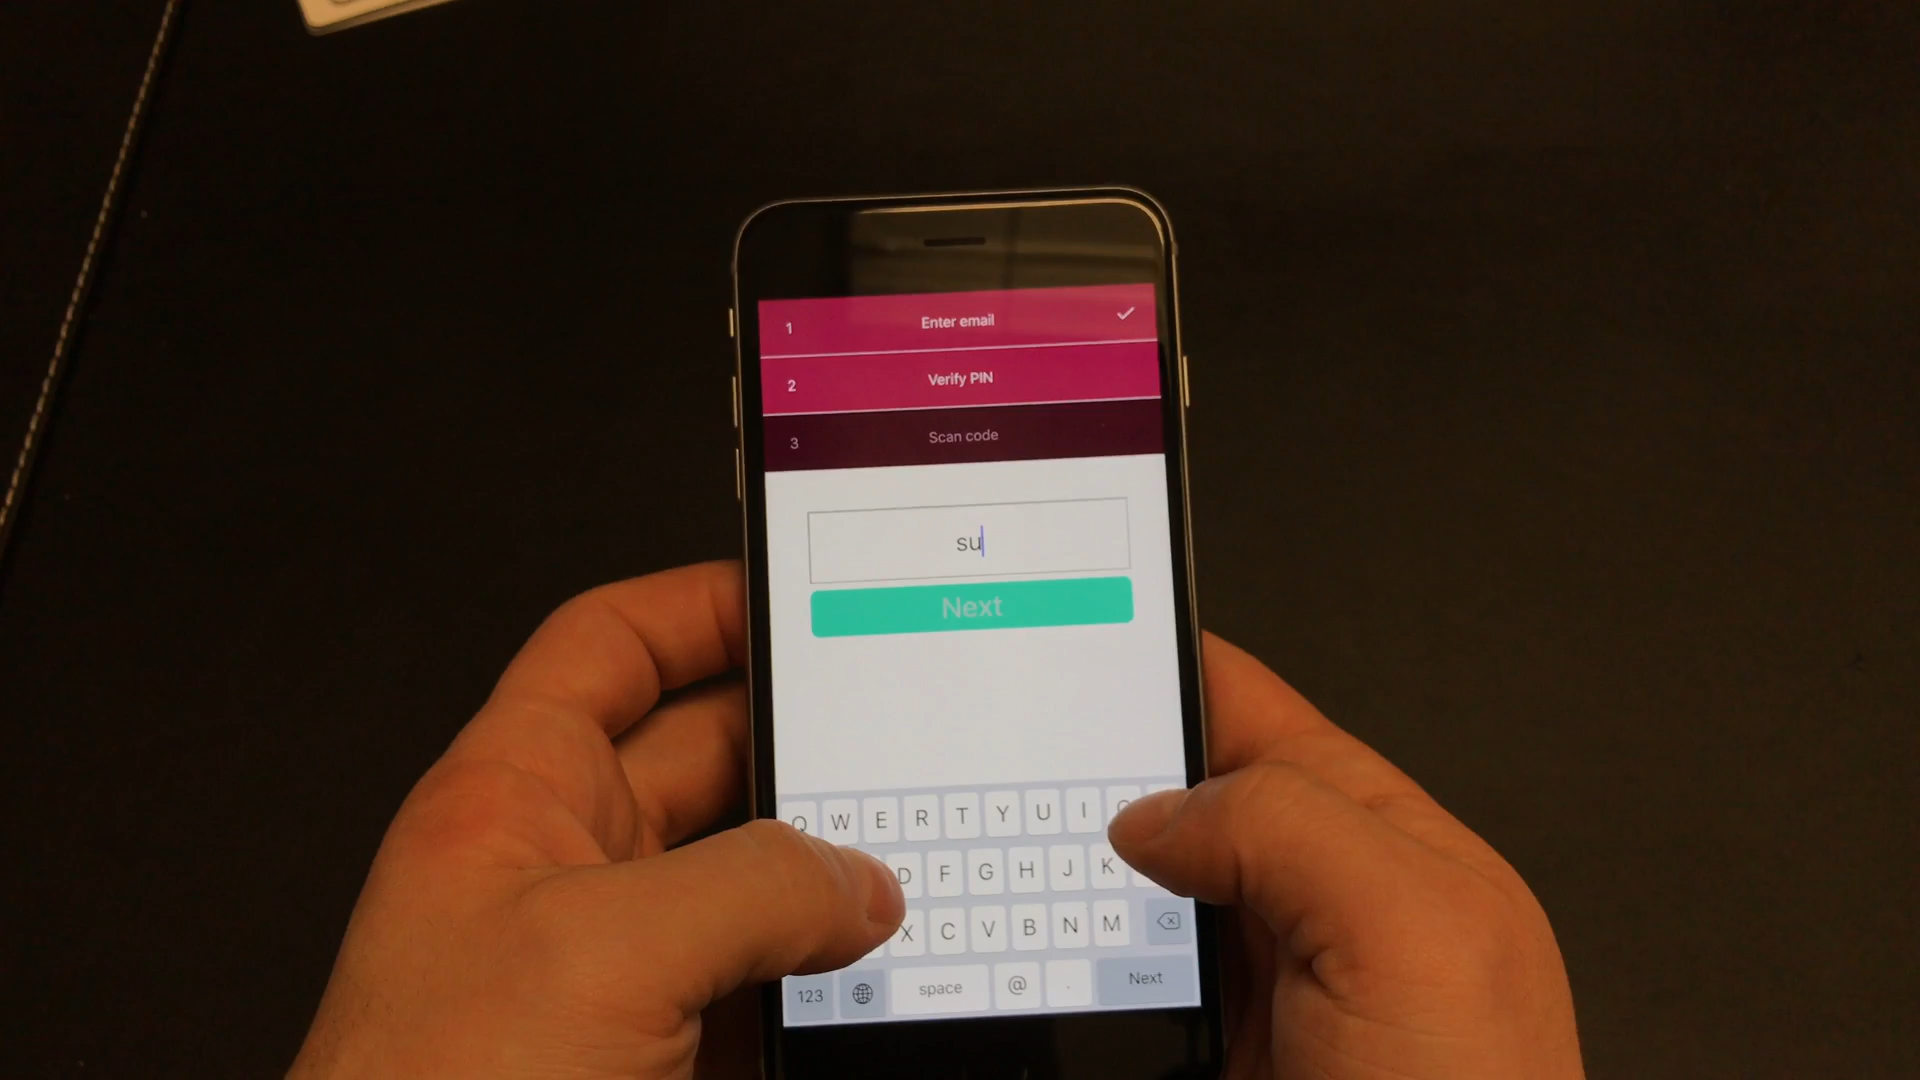 1 Enter email
2 Verify PIN
3 Scan code
su
Next
Q W E R T Y U I
D F G H J K
X C V B N M
123 space @ . Next